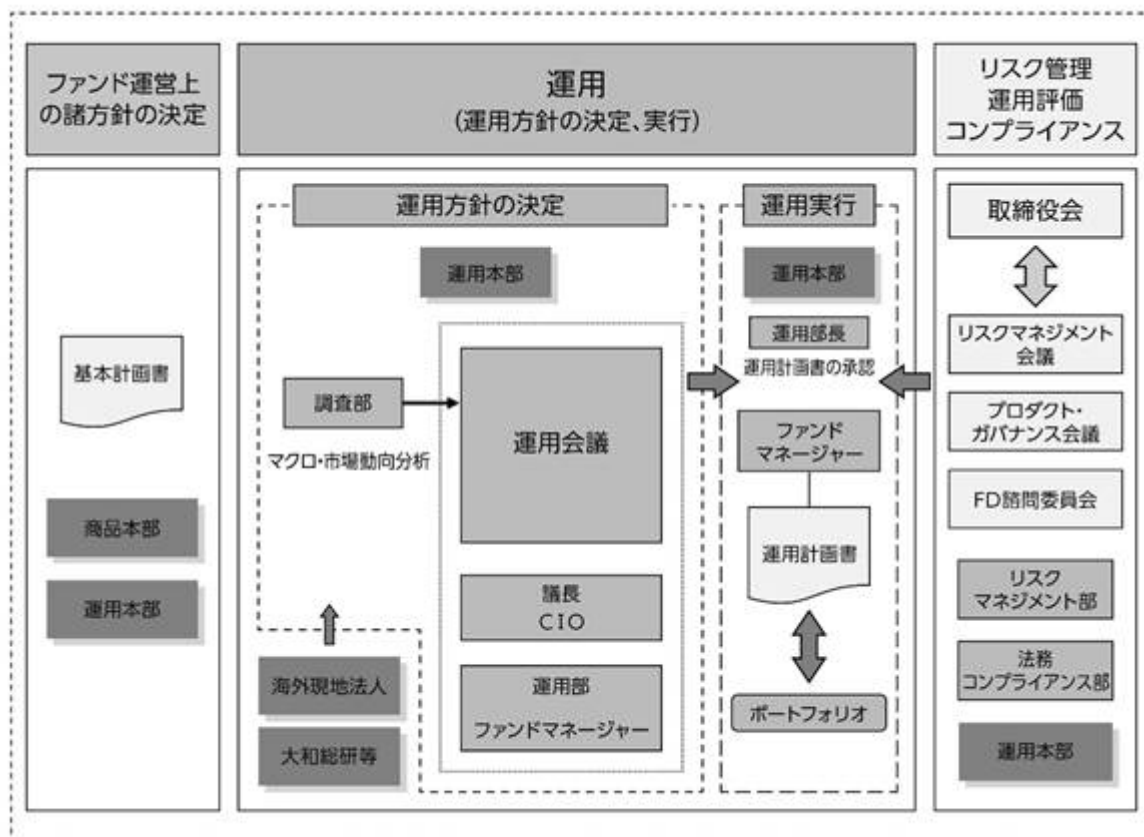 ファンド運営上
の諸方針の決定
基本計画書
商品本部
運用本部
運用
(運用方針の決定、実行)
運用方針の決定
運用本部
調査部
マクロ・市場動向分析
運用会議
議長
CIO
運用部
ファンドマネージャー
海外現地法人
大和総研等
運用実行
運用本部
運用部長
運用計画書の承認
ファンド
マネージャー
運用計画書
ポートフォリオ
リスク管理
運用評価
コンプライアンス
取締役会
リスクマネジメント
会議
プロダクト・
ガバナンス会議
FD諮問委員会
リスク
マネジメント部
法務
コンプライアンス部
運用本部